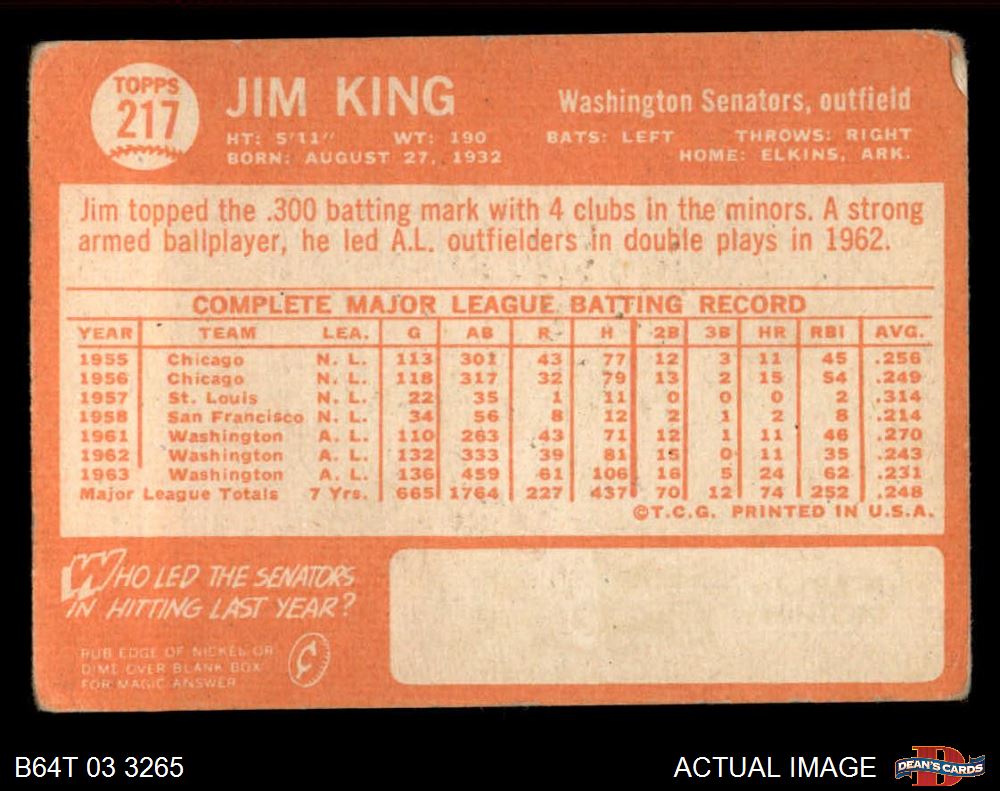 TOPPS
217
JIM KING
Washington Senators, outfield
HT: 5'11" WT: 190 BATS: LEFT THROWS: RIGHT
BORN: AUGUST 27, 1932 HOME: ELKINS, ARK.
Jim topped the .300 batting mark with 4 clubs in the minors. A strong
armed ballplayer, he led A.L. outfielders in double plays in 1962.
COMPLETE MAJOR LEAGUE BATTING RECORD
YEAR TEAM LEA. G AB R H 2B 3B HR RBI AVG.
1955 Chicago N. L. 113 301 43 77 12 3 11 45 .256
1956 Chicago N. L. 118 317 32 79 13 2 15 54 .249
1957 St. Louis N. L. 22 35 1 11 0 0 0 2 .314
1958 San Francisco N. L. 34 56 8 12 2 1 2 8 .214
1961 Washington A. L. 110 263 43 71 12 1 11 46 .270
1962 Washington A. L. 132 333 39 81 15 0 11 35 .243
1963 Washington A. L. 136 459 61 106 16 5 24 62 .231
Major League Totals 7 Yrs. 665 1764 227 437 70 12 74 252 .248
©T.C.G. PRINTED IN U.S.A.
WHO LED THE SENATORS
IN HITTING LAST YEAR?
RUB EDGE OF NICKEL OR
DIME OVER BLANK BOX
FOR MAGIC ANSWER
¢
B64T 03 3265
ACTUAL IMAGE
DEAN'S CARDS